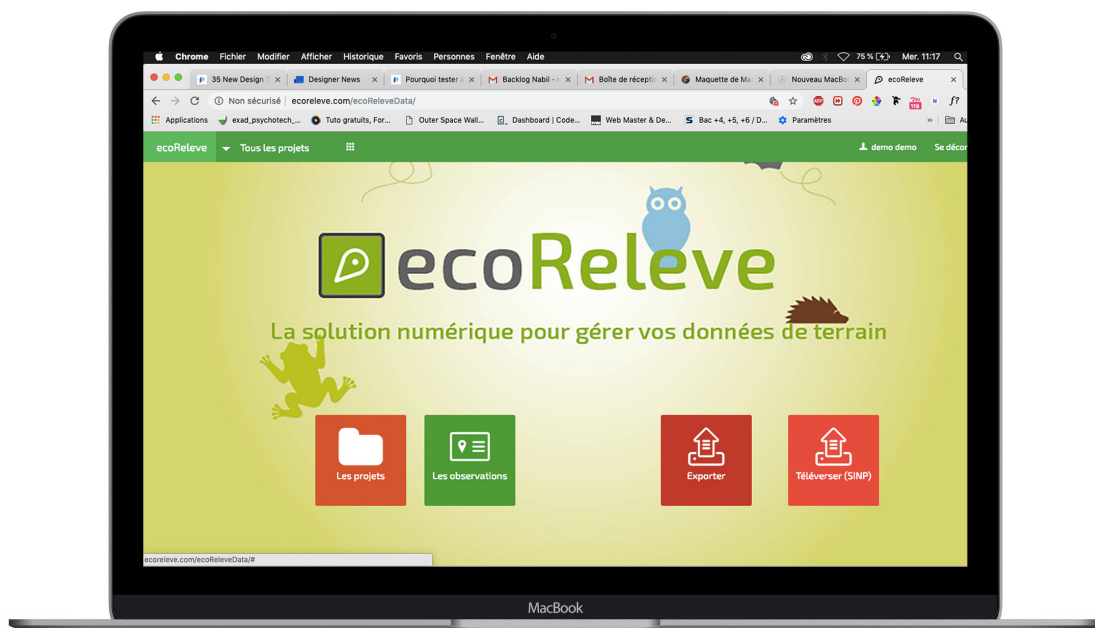 Chrome Fichier Modifier Afficher Historique Favoris Personnes Fenêtre Aide 75 % Mer. 11:17
35 New Design T Designer News Pourquoi tester Backlog Nabil - Boîte de réceptio Maquette de Ma Nouveau MacBo ecoReleve
Non sécurisé ecoreleve.com/ecoReleveData/
Applications exad_psychotech_... Tuto gratuits, For... Outer Space Wall... Dashboard | Code... Web Master & De... Bac +4, +5, +6 / D... Paramètres » Au
ecoReleve Tous les projets demo demo Se décon
ecoReleve
La solution numérique pour gérer vos données de terrain
Les projets Les observations Exporter Téléverser (SINP)
ecoreleve.com/ecoReleveData/#
MacBook